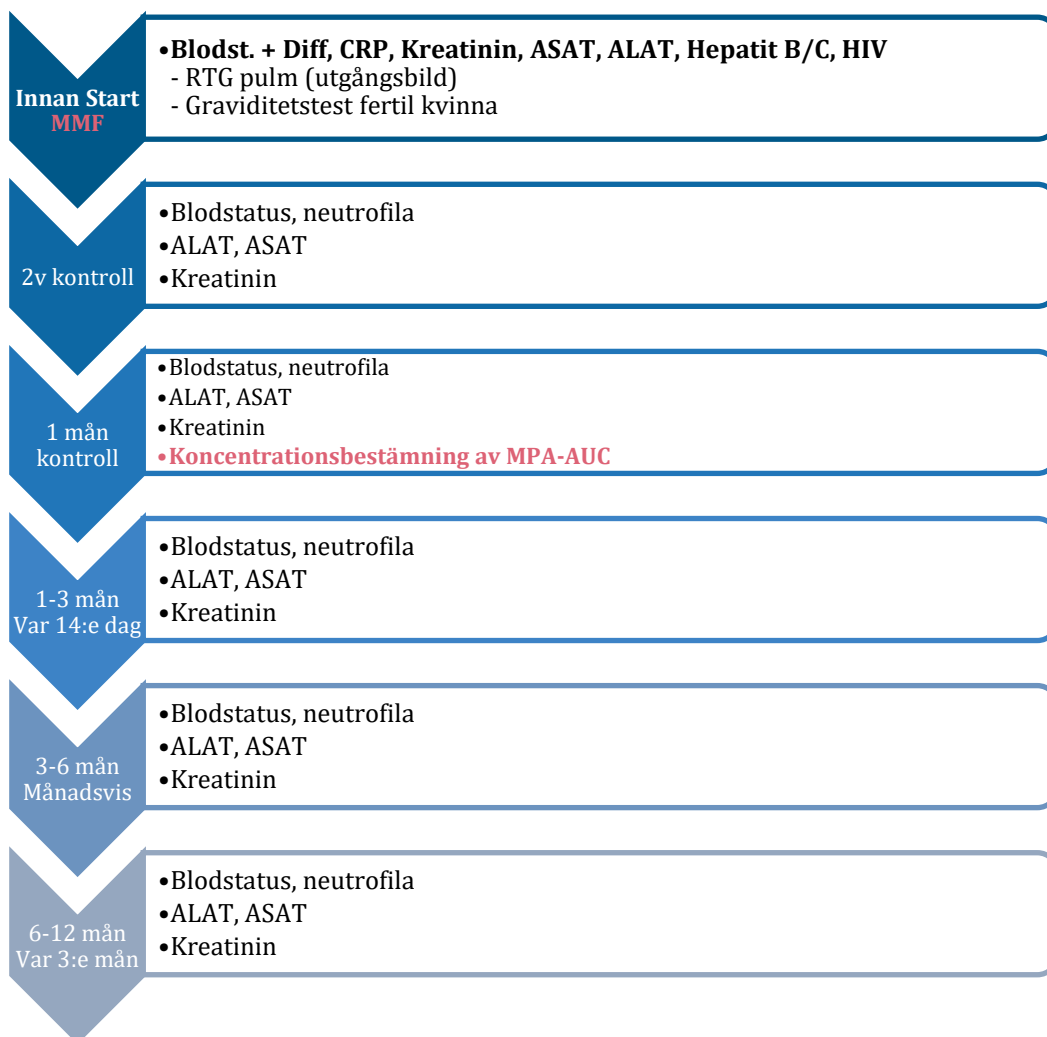 Innan Start
MMF
•Blodst. + Diff, CRP, Kreatinin, ASAT, ALAT, Hepatit B/C, HIV
- RTG pulm (utgångsbild)
- Graviditetstest fertil kvinna
2v kontroll
•Blodstatus, neutrofila
•ALAT, ASAT
•Kreatinin
1 mån
kontroll
•Blodstatus, neutrofila
•ALAT, ASAT
•Kreatinin
•Koncentrationsbestämning av MPA-AUC
1-3 mån
Var 14:e dag
•Blodstatus, neutrofila
•ALAT, ASAT
•Kreatinin
3-6 mån
Månadsvis
•Blodstatus, neutrofila
•ALAT, ASAT
•Kreatinin
6-12 mån
Var 3:e mån
•Blodstatus, neutrofila
•ALAT, ASAT
•Kreatinin